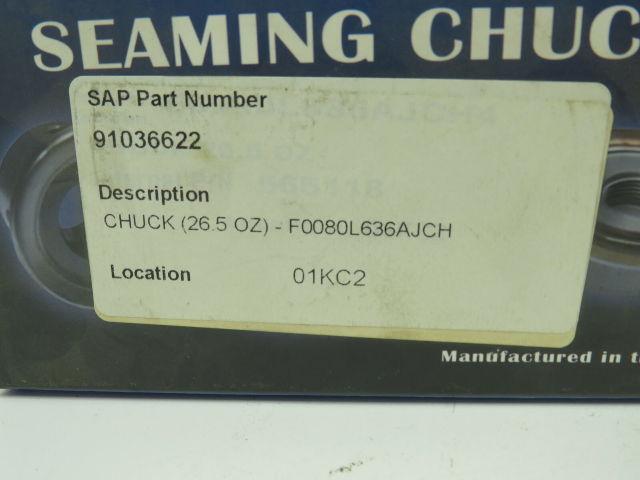 SEAMING CHUC
SAP Part Number
91036622
Description
CHUCK (26.5 OZ) - F0080L636AJCH
Location 01KC2
Manufactured in t